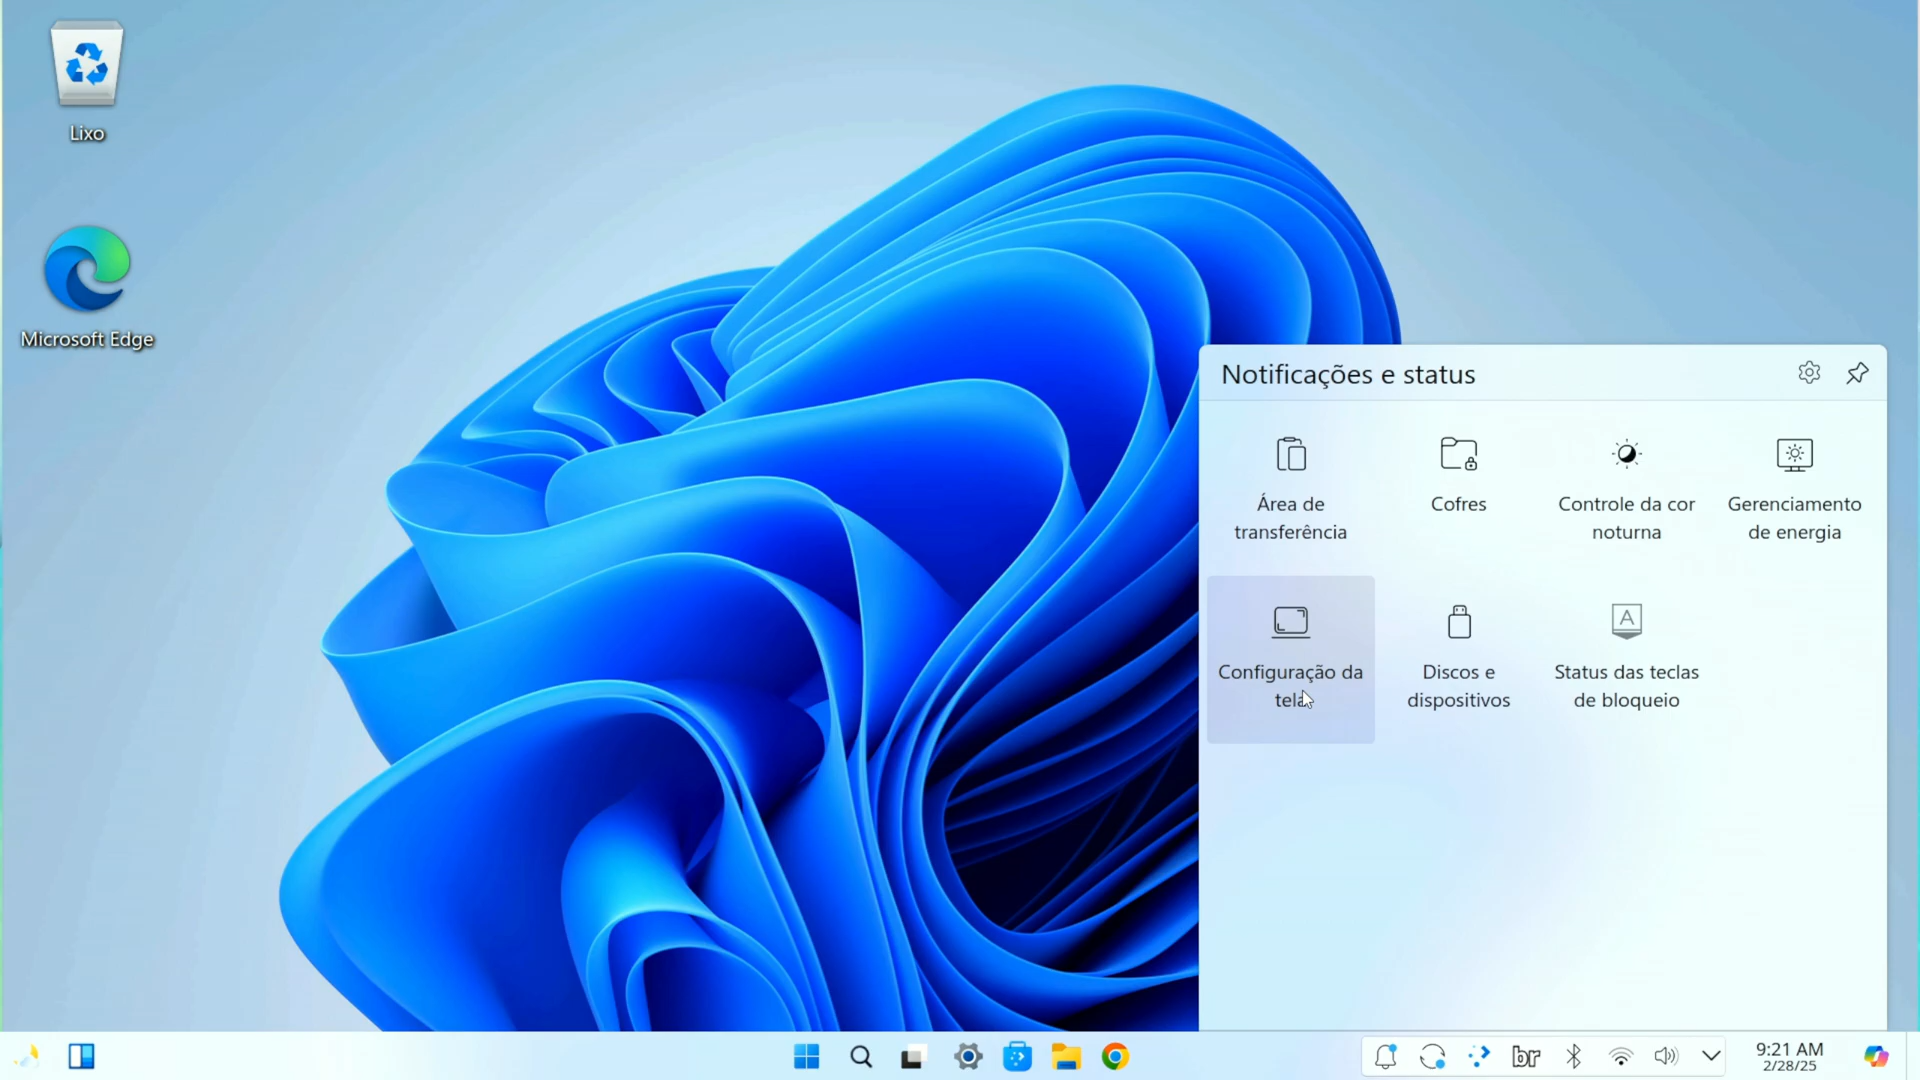 Lixo
Microsoft Edge
Notificações e status
Área de
transferência
Cofres
Controle da cor
noturna
Gerenciamento
de energia
Configuração da
tela
Discos e
dispositivos
A
Status das teclas
de bloqueio
br
9:21 AM
2/28/25